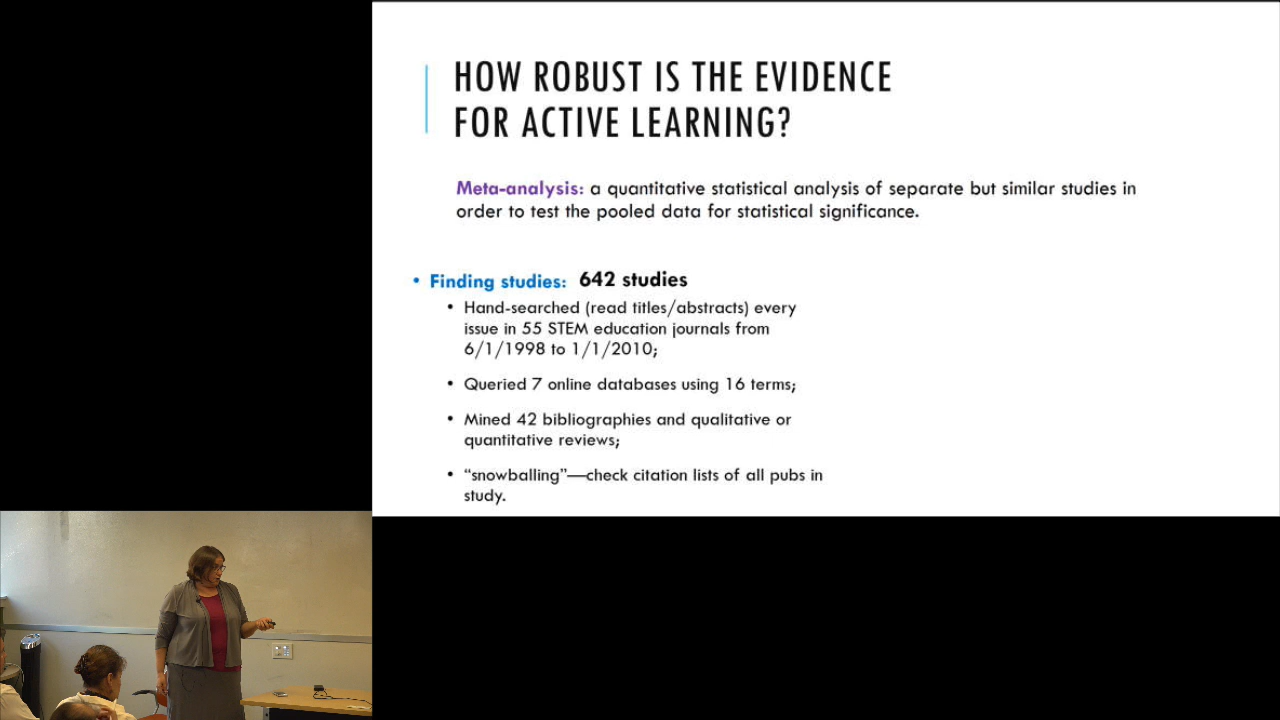 HOW ROBUST IS THE EVIDENCE
FOR ACTIVE LEARNING?
Meta-analysis: a quantitative statistical analysis of separate but similar studies in
order to test the pooled data for statistical significance.
• Finding studies: 642 studies
• Hand-searched (read titles/abstracts) every
issue in 55 STEM education journals from
6/1/1998 to 1/1/2010;
• Queried 7 online databases using 16 terms;
• Mined 42 bibliographies and qualitative or
quantitative reviews;
• “snowballing”—check citation lists of all pubs in
study.